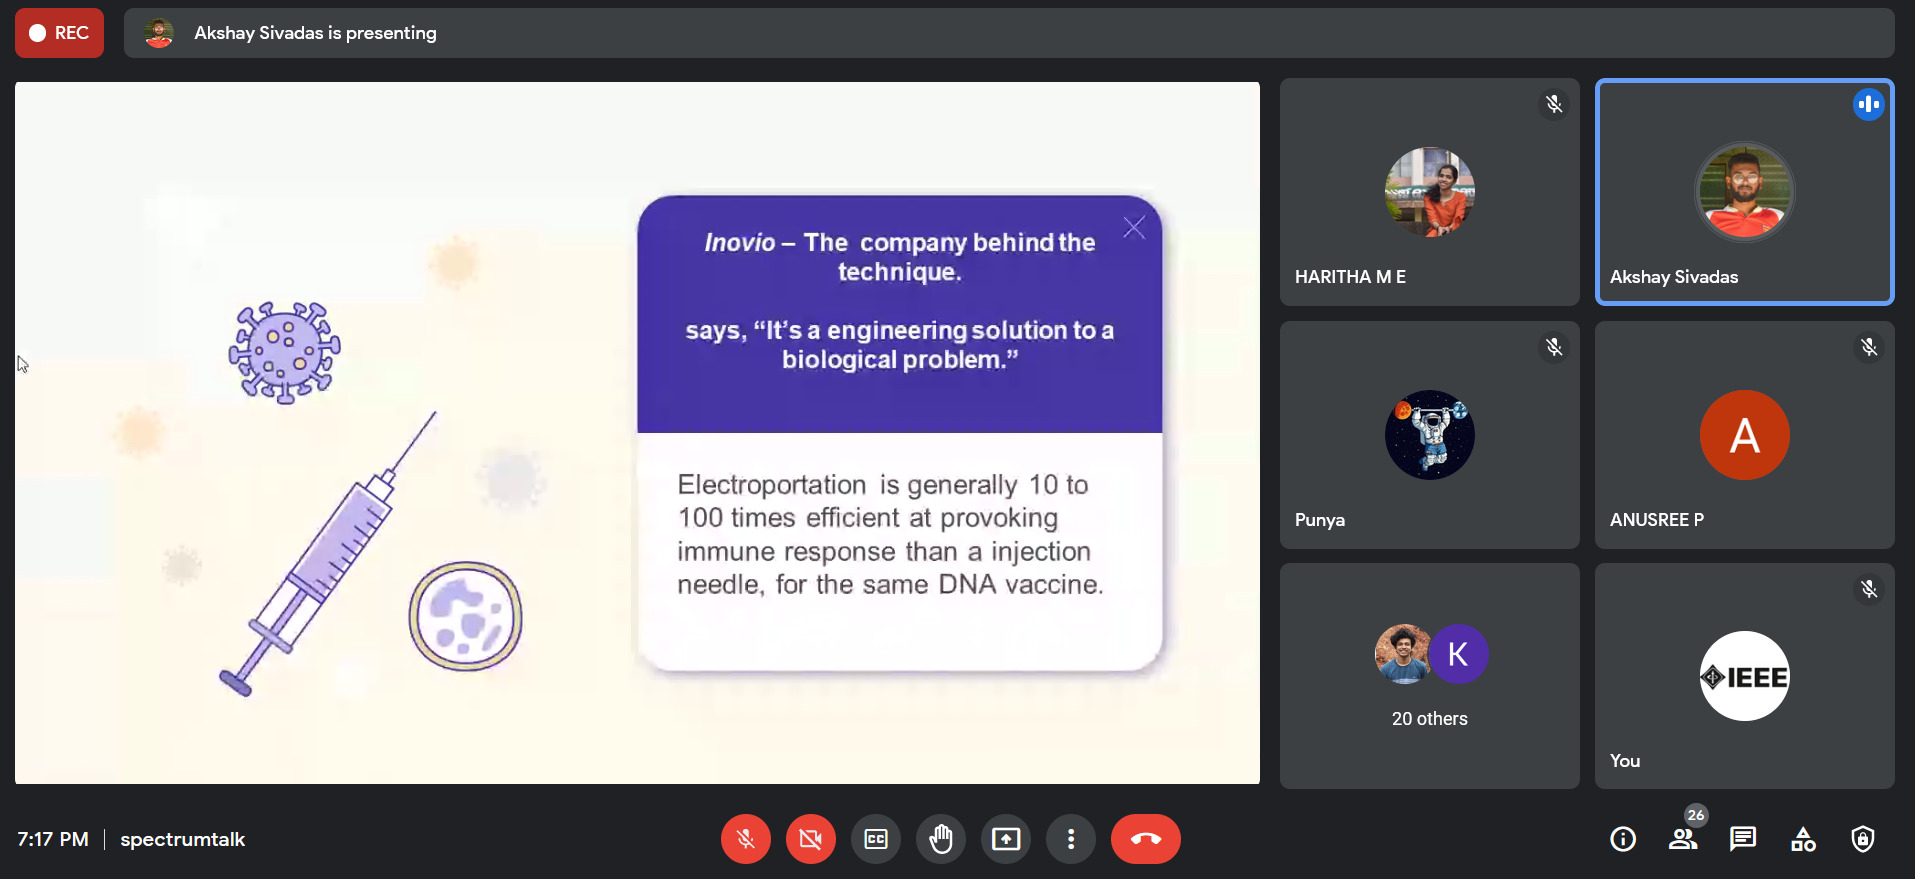 REC
Akshay Sivadas is presenting
Inovio – The company behind the
technique.
says, “It’s a engineering solution to a
biological problem.”
Electroportation is generally 10 to
100 times efficient at provoking
immune response than a injection
needle, for the same DNA vaccine.
HARITHA M E
Akshay Sivadas
Punya
A
ANUSREE P
K
20 others
IEEE
You
7:17 PM
spectrumtalk
CC
26